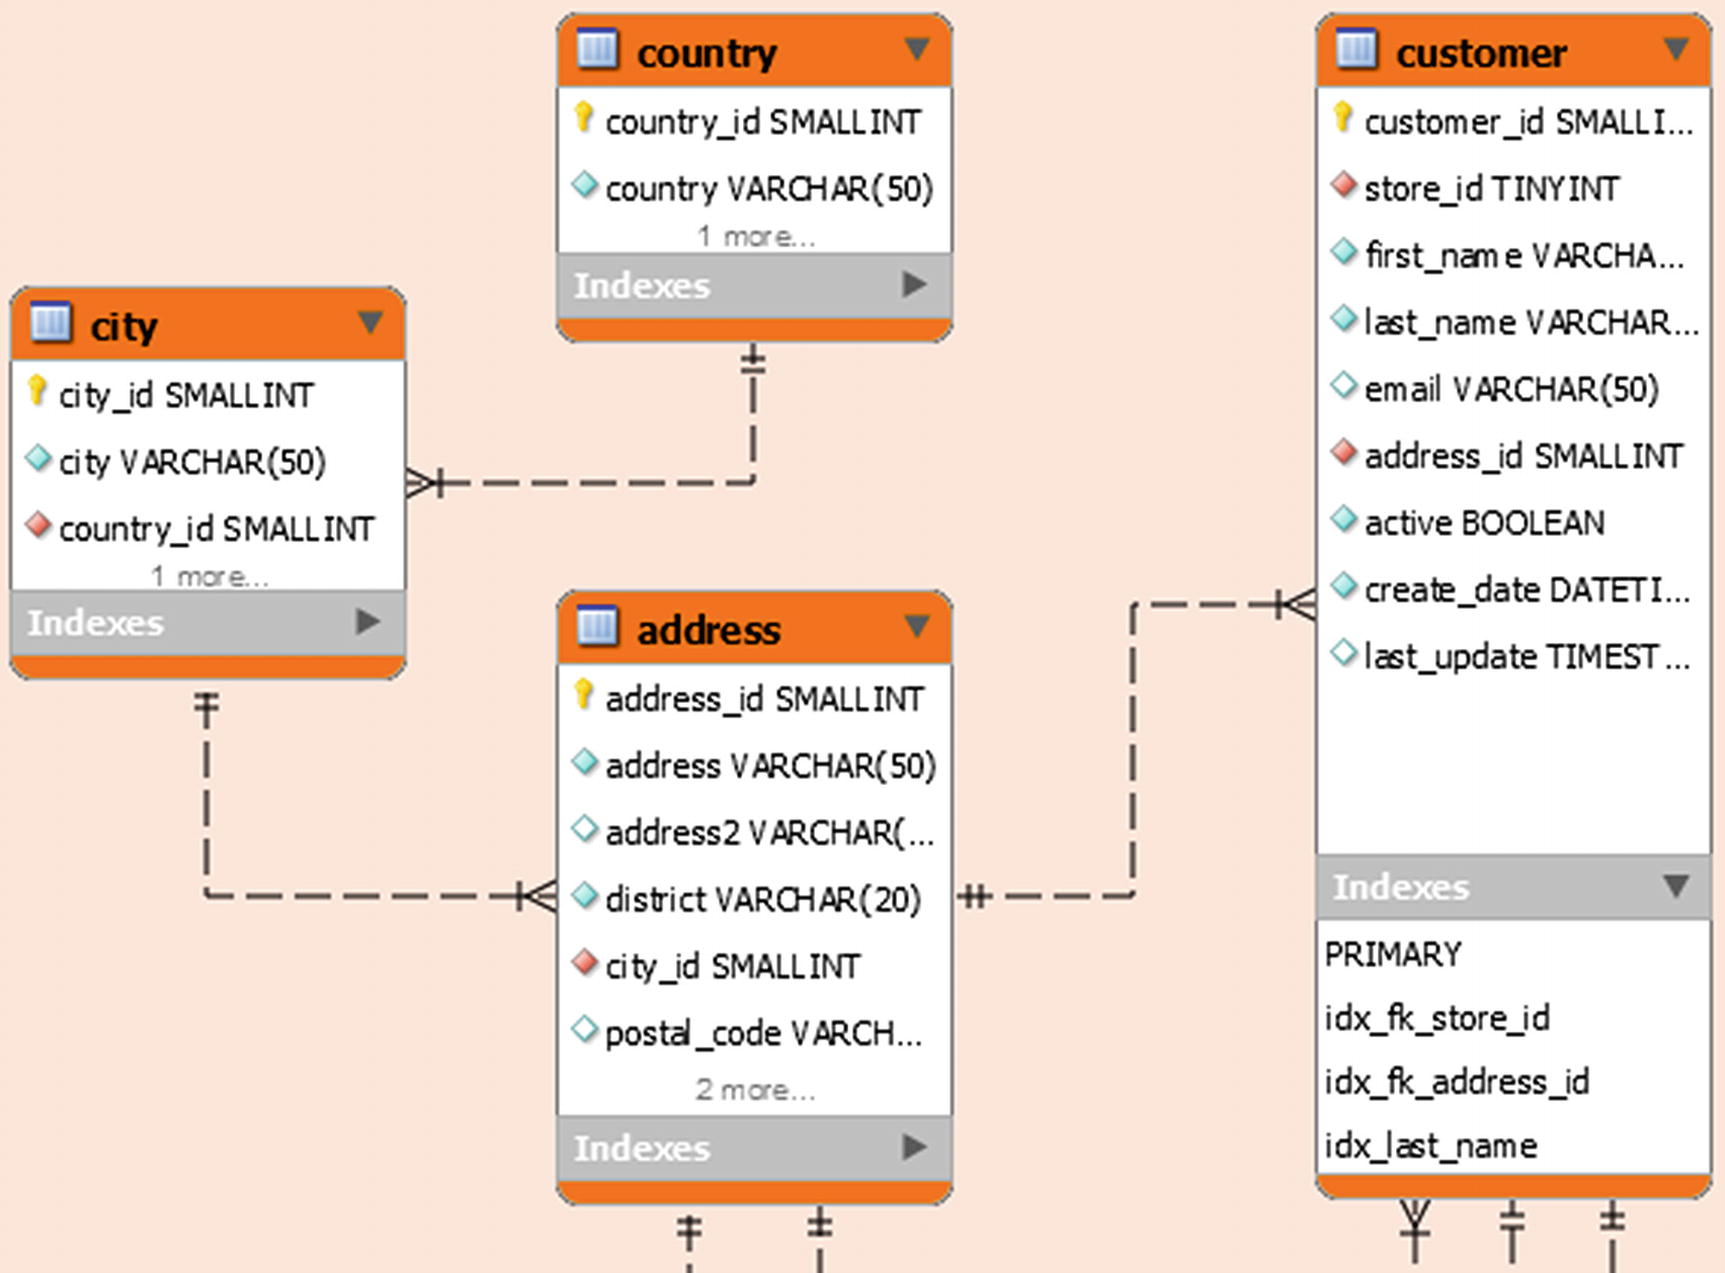 country
country_id SMALLINT
country VARCHAR(50)
1 more...
Indexes
city
city_id SMALLINT
city VARCHAR(50)
country_id SMALLINT
1 more...
Indexes
address
address_id SMALLINT
address VARCHAR(50)
address2 VARCHAR(...
district VARCHAR(20)
city_id SMALLINT
postal_code VARCH...
2 more...
Indexes
customer
customer_id SMALLI...
store_id TINYINT
first_name VARCHA...
last_name VARCHAR...
email VARCHAR(50)
address_id SMALLINT
active BOOLEAN
create_date DATETI...
last_update TIMEST...
Indexes
PRIMARY
idx_fk_store_id
idx_fk_address_id
idx_last_name